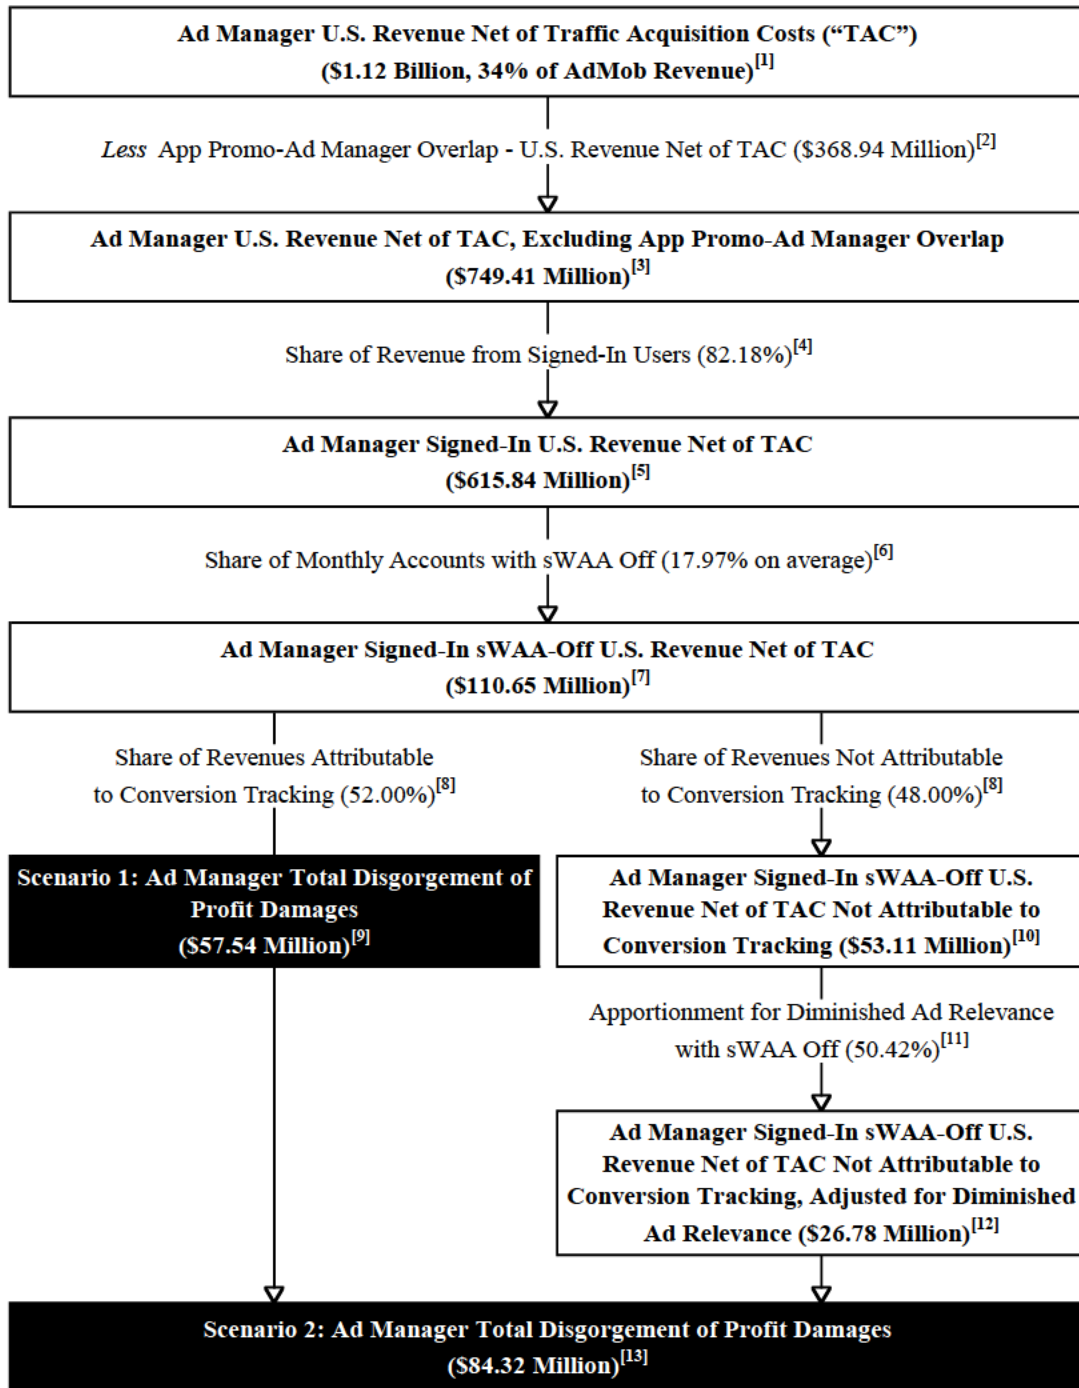 Ad Manager U.S. Revenue Net of Traffic Acquisition Costs (“TAC”)
($1.12 Billion, 34% of AdMob Revenue)[1]
Less App Promo-Ad Manager Overlap - U.S. Revenue Net of TAC ($368.94 Million)[2]
Ad Manager U.S. Revenue Net of TAC, Excluding App Promo-Ad Manager Overlap
($749.41 Million)[3]
Share of Revenue from Signed-In Users (82.18%)[4]
Ad Manager Signed-In U.S. Revenue Net of TAC
($615.84 Million)[5]
Share of Monthly Accounts with sWAA Off (17.97% on average)[6]
Ad Manager Signed-In sWAA-Off U.S. Revenue Net of TAC
($110.65 Million)[7]
Share of Revenues Attributable
to Conversion Tracking (52.00%)[8]
Share of Revenues Not Attributable
to Conversion Tracking (48.00%)[8]
Scenario 1: Ad Manager Total Disgorgement of
Profit Damages
($57.54 Million)[9]
Ad Manager Signed-In sWAA-Off U.S.
Revenue Net of TAC Not Attributable to
Conversion Tracking ($53.11 Million)[10]
Apportionment for Diminished Ad Relevance
with sWAA Off (50.42%)[11]
Ad Manager Signed-In sWAA-Off U.S.
Revenue Net of TAC Not Attributable to
Conversion Tracking, Adjusted for Diminished
Ad Relevance ($26.78 Million)[12]
Scenario 2: Ad Manager Total Disgorgement of Profit Damages
($84.32 Million)[13]